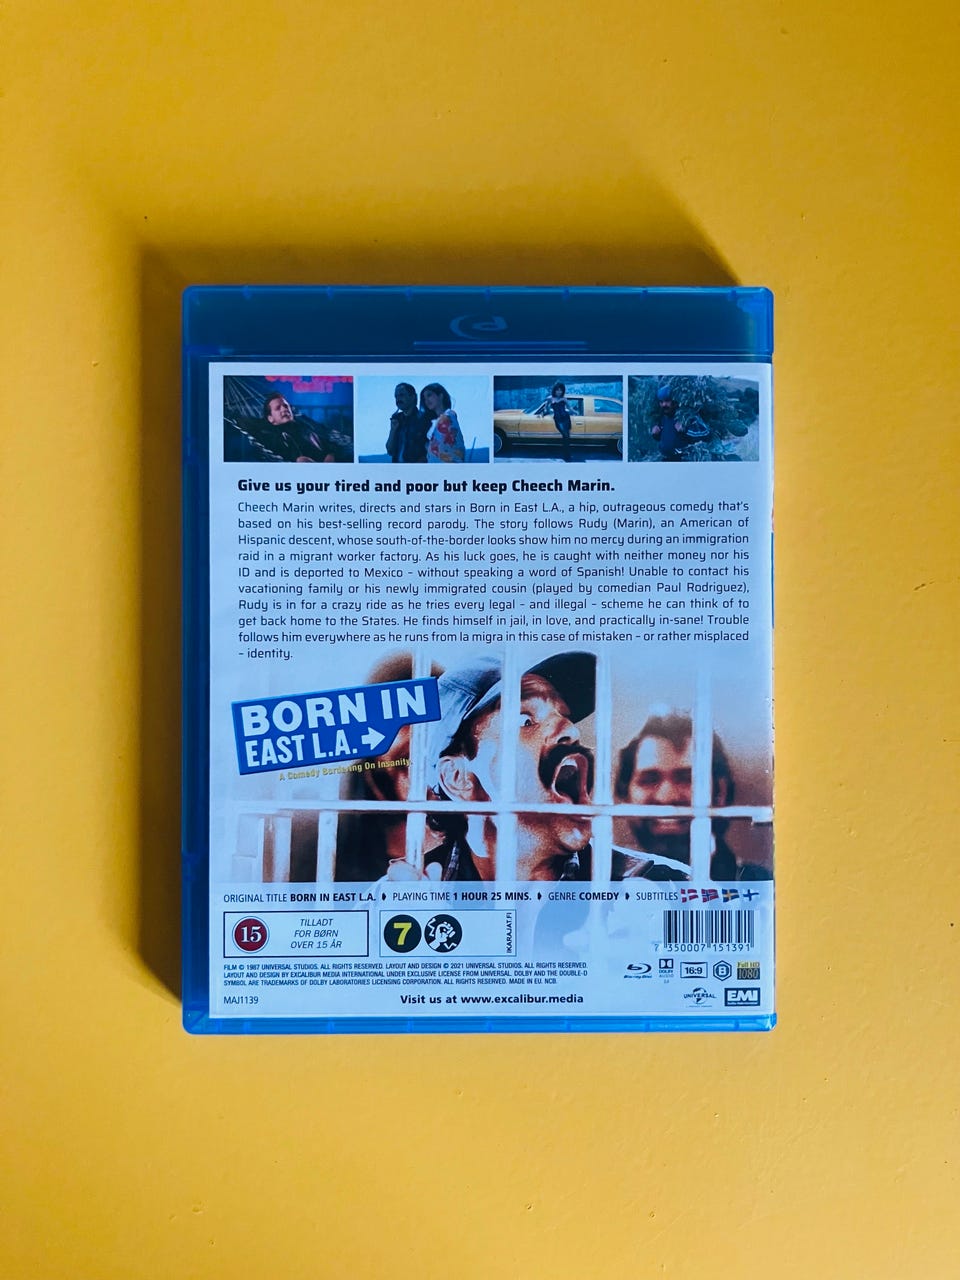 Give us your tired and poor but keep Cheech Marin.
Cheech Marin writes, directs and stars in Born in East L.A., a hip, outrageous comedy that's
based on his best-selling record parody. The story follows Rudy (Marin), an American of
Hispanic descent, whose south-of-the-border looks show him no mercy during an immigration
raid in a migrant worker factory. As his luck goes, he is caught with neither money nor his
ID and is deported to Mexico – without speaking a word of Spanish! Unable to contact his
vacationing family or his newly immigrated cousin (played by comedian Paul Rodriguez),
Rudy is in for a crazy ride as he tries every legal – and illegal – scheme he can think of to
get back home to the States. He finds himself in jail, in love, and practically in-sane! Trouble
follows him everywhere as he runs from la migra in this case of mistaken – or rather misplaced
– identity.
BORN IN
EAST L.A.
A Comedy Bordering On Insanity.
ORIGINAL TITLE BORN IN EAST L.A. PLAYING TIME 1 HOUR 25 MINS. GENRE COMEDY SUBTITLES
15
TILLADT
FOR BØRN
OVER 15 ÅR
7
IKARAJAT.FI
7 350007 151391
FILM © 1987 UNIVERSAL STUDIOS. ALL RIGHTS RESERVED. LAYOUT AND DESIGN © 2021 UNIVERSAL STUDIOS. ALL RIGHTS RESERVED.
LAYOUT AND DESIGN BY EXCALIBUR MEDIA INTERNATIONAL UNDER EXCLUSIVE LICENSE FROM UNIVERSAL. DOLBY AND THE DOUBLE-D
SYMBOL ARE TRADEMARKS OF DOLBY LABORATORIES LICENSING CORPORATION. ALL RIGHTS RESERVED. MADE IN EU. NCB.
Blu-ray Disc
DOLBY
AUDIO
16:9
B
Full HD
1080
MAJ1139
Visit us at www.excalibur.media
UNIVERSAL
EMI